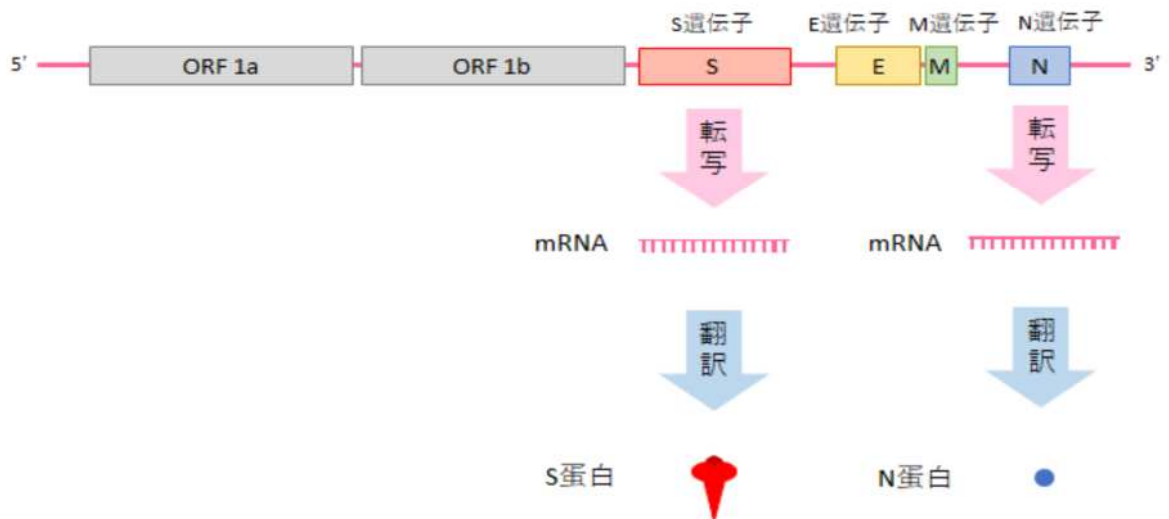 S遺伝子 E遺伝子 M遺伝子 N遺伝子
5' ORF 1a ORF 1b S E M N 3'
転写 転写
mRNA mRNA
翻訳 翻訳
S蛋白 N蛋白